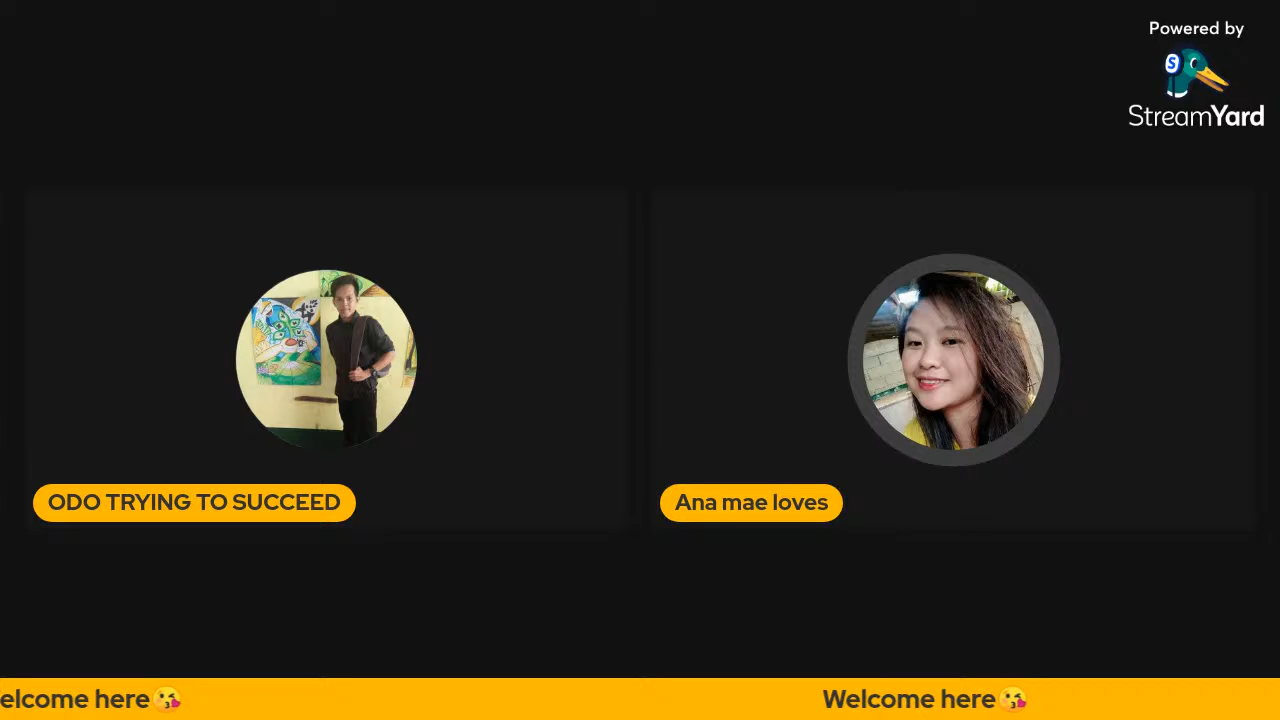 Powered by
StreamYard
ODO TRYING TO SUCCEED
Ana mae loves
elcome here😘
Welcome here😘